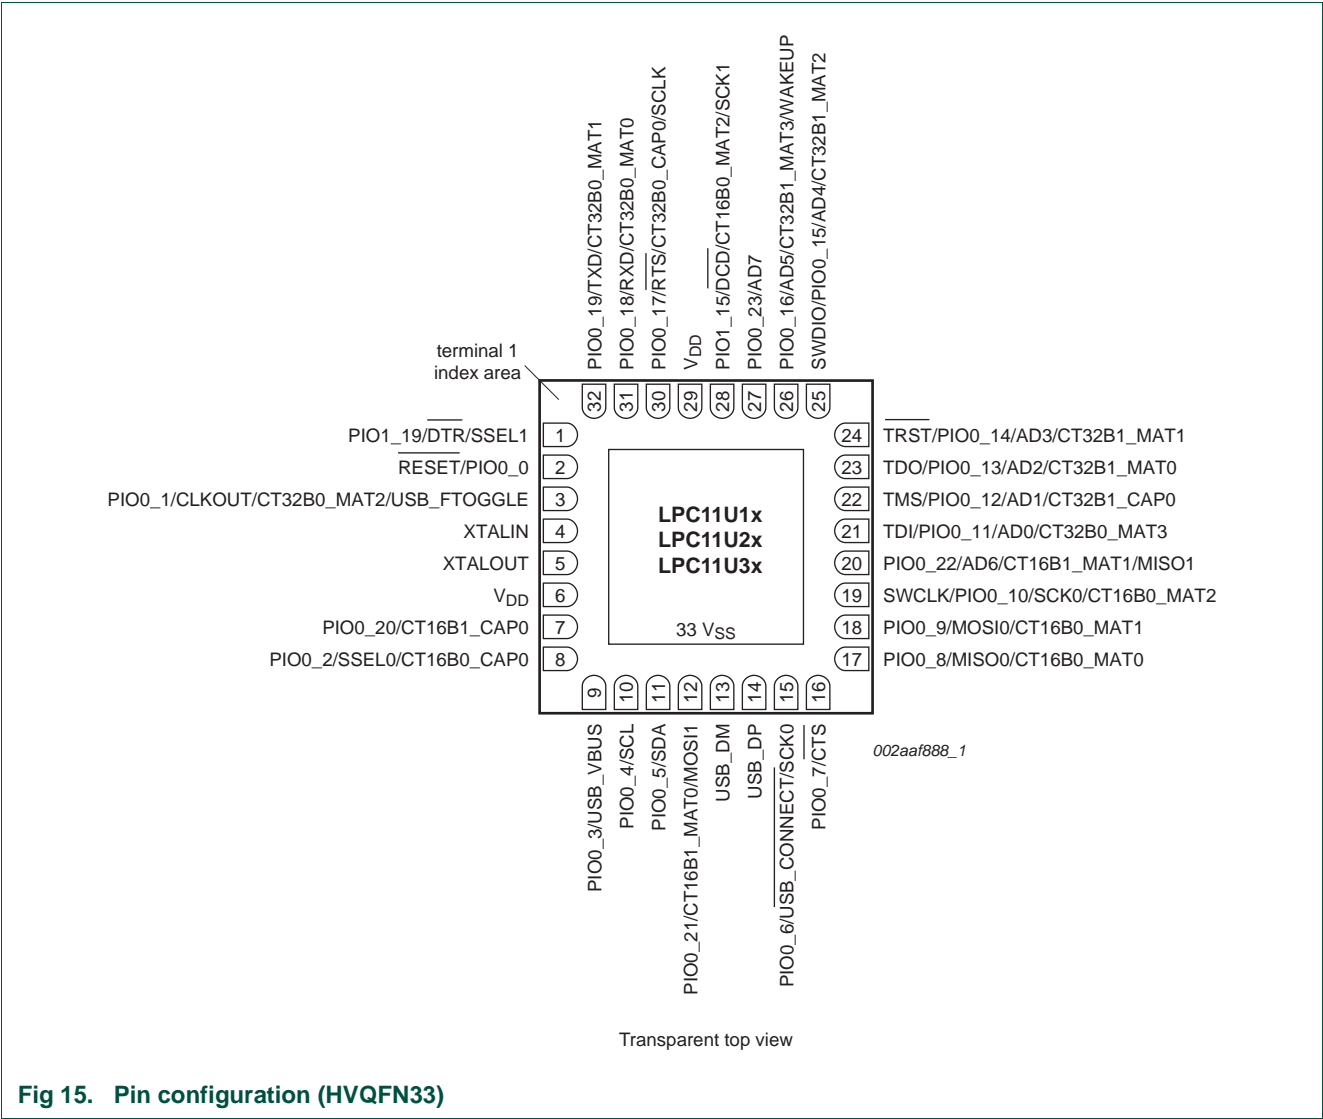 PIO0_19/TXD/CT32B0_MAT1
PIO0_18/RXD/CT32B0_MAT0
PIO0_17/RTS/CT32B0_CAP0/SCLK
VDD
PIO1_15/DCD/CT16B0_MAT2/SCK1
PIO0_23/AD7
PIO0_16/AD5/CT32B1_MAT3/WAKEUP
SWDIO/PIO0_15/AD4/CT32B1_MAT2
terminal 1
index area
32 31 30 29 28 27 26 25
PIO1_19/DTR/SSEL1 1
RESET/PIO0_0 2
PIO0_1/CLKOUT/CT32B0_MAT2/USB_FTOGGLE 3
XTALIN 4
XTALOUT 5
VDD 6
PIO0_20/CT16B1_CAP0 7
PIO0_2/SSEL0/CT16B0_CAP0 8
LPC11U1x
LPC11U2x
LPC11U3x
33 VSS
24 TRST/PIO0_14/AD3/CT32B1_MAT1
23 TDO/PIO0_13/AD2/CT32B1_MAT0
22 TMS/PIO0_12/AD1/CT32B1_CAP0
21 TDI/PIO0_11/AD0/CT32B0_MAT3
20 PIO0_22/AD6/CT16B1_MAT1/MISO1
19 SWCLK/PIO0_10/SCK0/CT16B0_MAT2
18 PIO0_9/MOSI0/CT16B0_MAT1
17 PIO0_8/MISO0/CT16B0_MAT0
9 10 11 12 13 14 15 16
PIO0_3/USB_VBUS
PIO0_4/SCL
PIO0_5/SDA
PIO0_21/CT16B1_MAT0/MOSI1
USB_DM
USB_DP
PIO0_6/USB_CONNECT/SCK0
PIO0_7/CTS
002aaf888_1
Transparent top view
Fig 15. Pin configuration (HVQFN33)